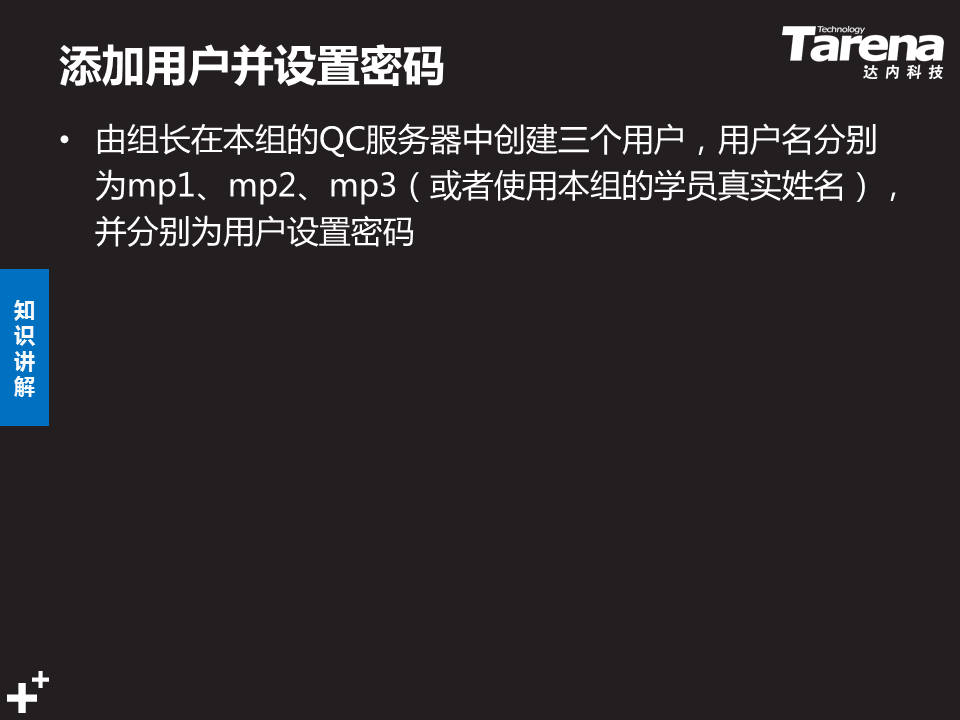 添加用户并设置密码
Technology
Tarena
达内科技
• 由组长在本组的QC服务器中创建三个用户，用户名分别
为mp1、mp2、mp3（或者使用本组的学员真实姓名），
并分别为用户设置密码
知
识
讲
解